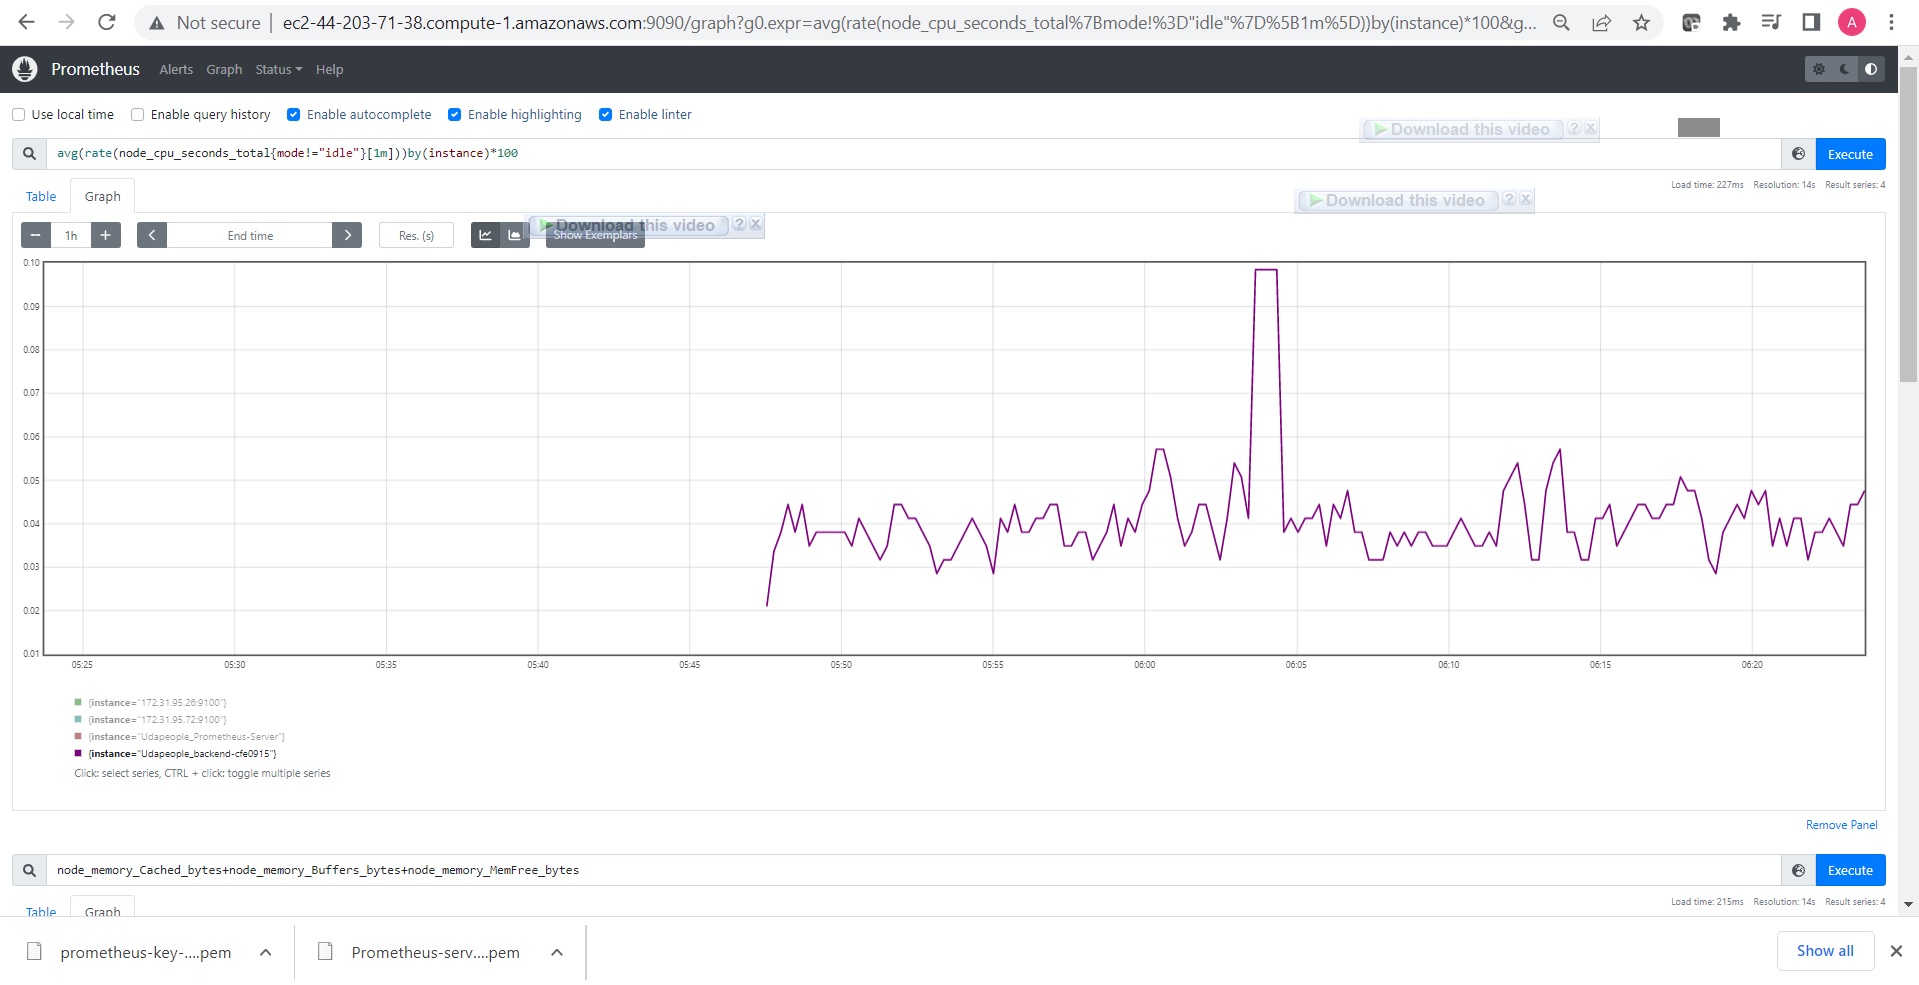 Not secure | ec2-44-203-71-38.compute-1.amazonaws.com:9090/graph?g0.expr=avg(rate(node_cpu_seconds_total%7Bmode!%3D"idle"%7D%5B1m%5D))by(instance)*100&g...
A
Prometheus Alerts Graph Status Help
Use local time Enable query history Enable autocomplete Enable highlighting Enable linter
Download this video ? x
avg(rate(node_cpu_seconds_total{mode!="idle"}[1m]))by(instance)*100
Execute
Load time: 227ms Resolution: 14s Result series: 4
Table Graph
Download this video ? x
Download this video ? x
− 1h + < End time > Res. (s) Show Exemplars
0.10
0.09
0.08
0.07
0.06
0.05
0.04
0.03
0.02
0.01
05:25 05:30 05:35 05:40 05:45 05:50 05:55 06:00 06:05 06:10 06:15 06:20
{instance="172.31.95.26:9100"}
{instance="172.31.95.72:9100"}
{instance="Udapeople_Prometheus-Server"}
{instance="Udapeople_backend-cfe0915"}
Click: select series, CTRL + click: toggle multiple series
Remove Panel
node_memory_Cached_bytes+node_memory_Buffers_bytes+node_memory_MemFree_bytes
Execute
Load time: 215ms Resolution: 14s Result series: 4
Table Graph
prometheus-key-....pem Prometheus-serv....pem Show all